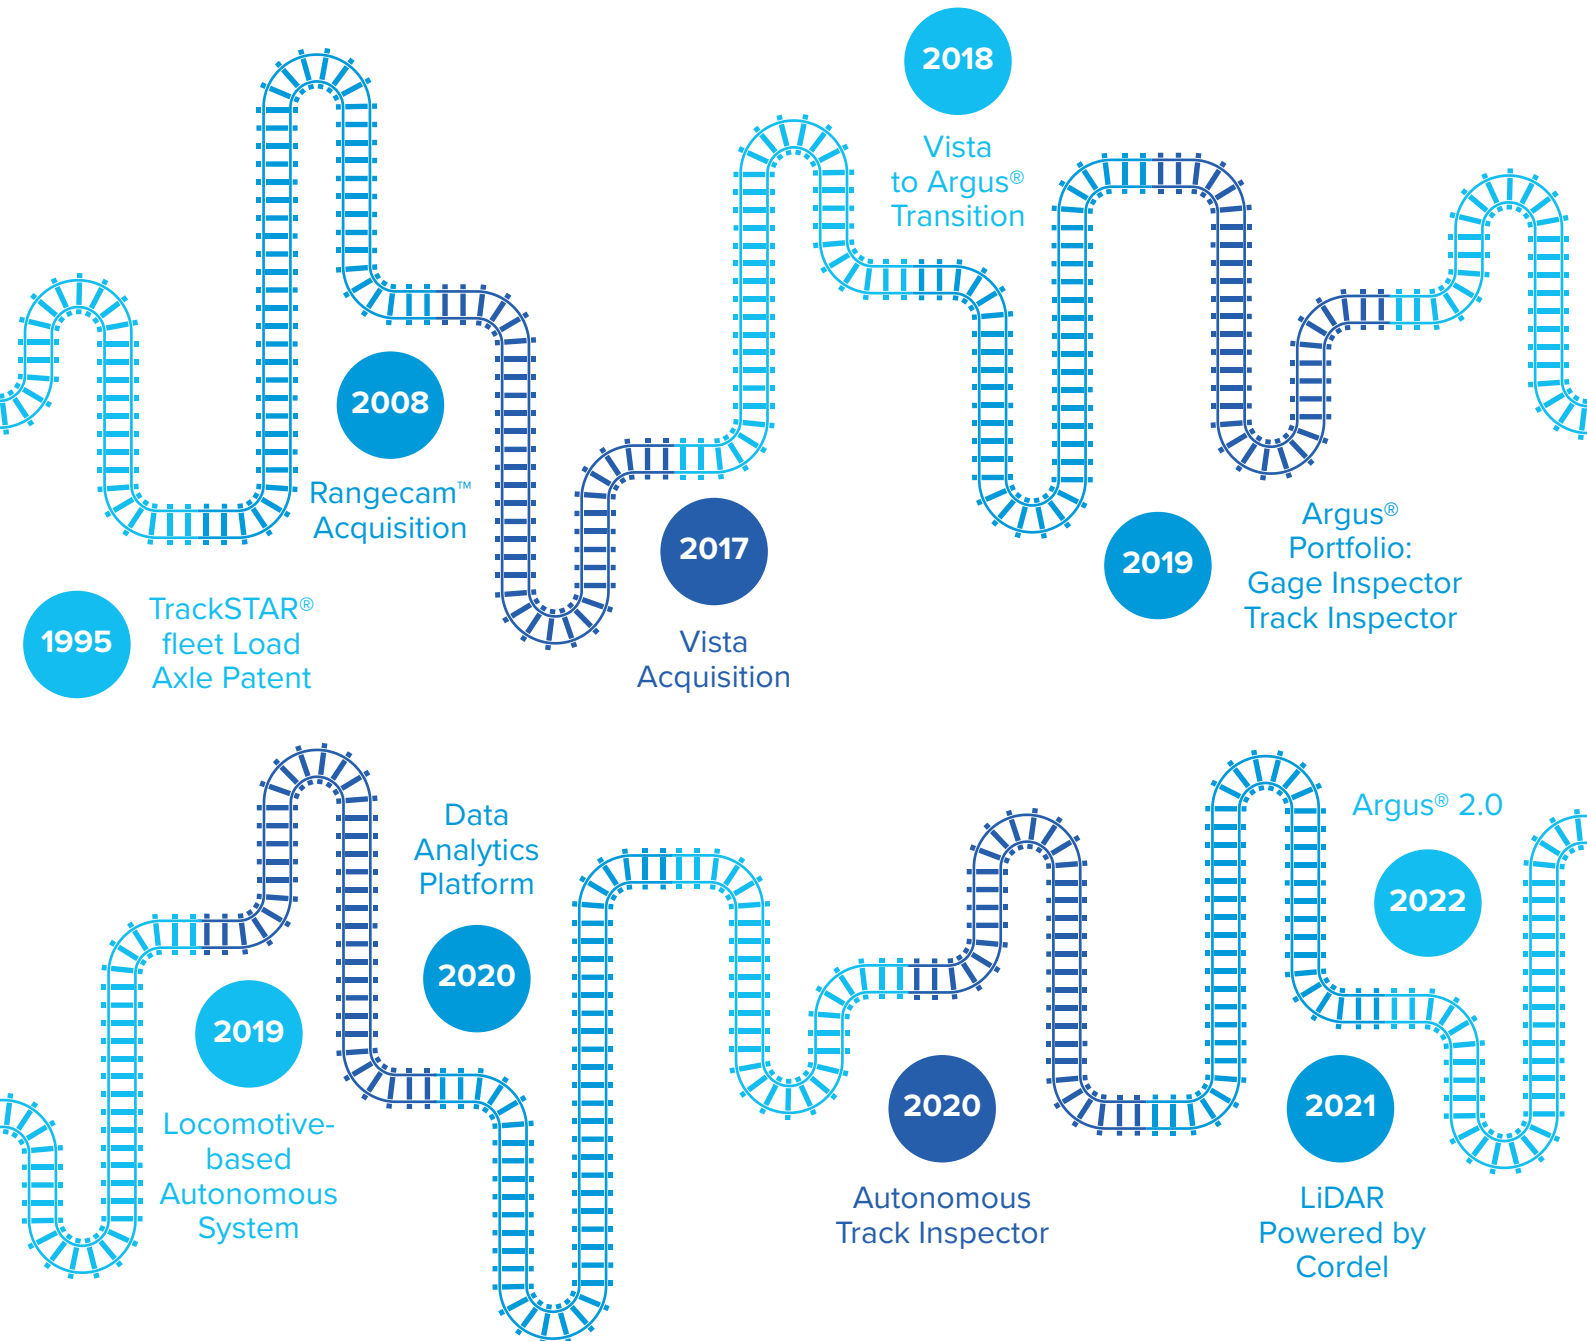 1995
TrackSTAR®
fleet Load
Axle Patent
2008
Rangecam™
Acquisition
2017
Vista
Acquisition
2018
Vista
to Argus®
Transition
2019
Argus®
Portfolio:
Gage Inspector
Track Inspector
2019
Locomotive-
based
Autonomous
System
Data
Analytics
Platform
2020
2020
Autonomous
Track Inspector
2021
LiDAR
Powered by
Cordel
Argus® 2.0
2022